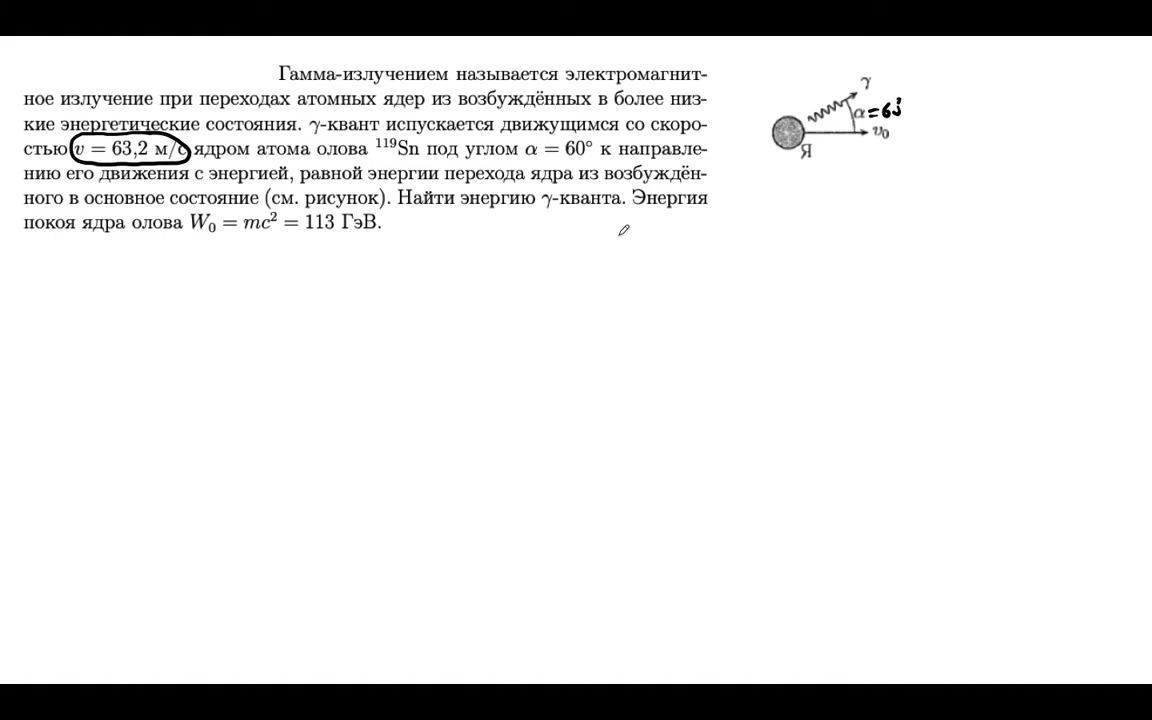 Гамма-излучением называется электромагнит-
ное излучение при переходах атомных ядер из возбуждённых в более низ-
кие энергетические состояния. γ-квант испускается движущимся со скоро-
стью v = 63,2 м/с ядром атома олова ¹¹⁹Sn под углом α = 60° к направле-
нию его движения с энергией, равной энергии перехода ядра из возбуждён-
ного в основное состояние (см. рисунок). Найти энергию γ-кванта. Энергия
покоя ядра олова W₀ = mc² = 113 ГэВ.
γ
α = 6
v₀
Я